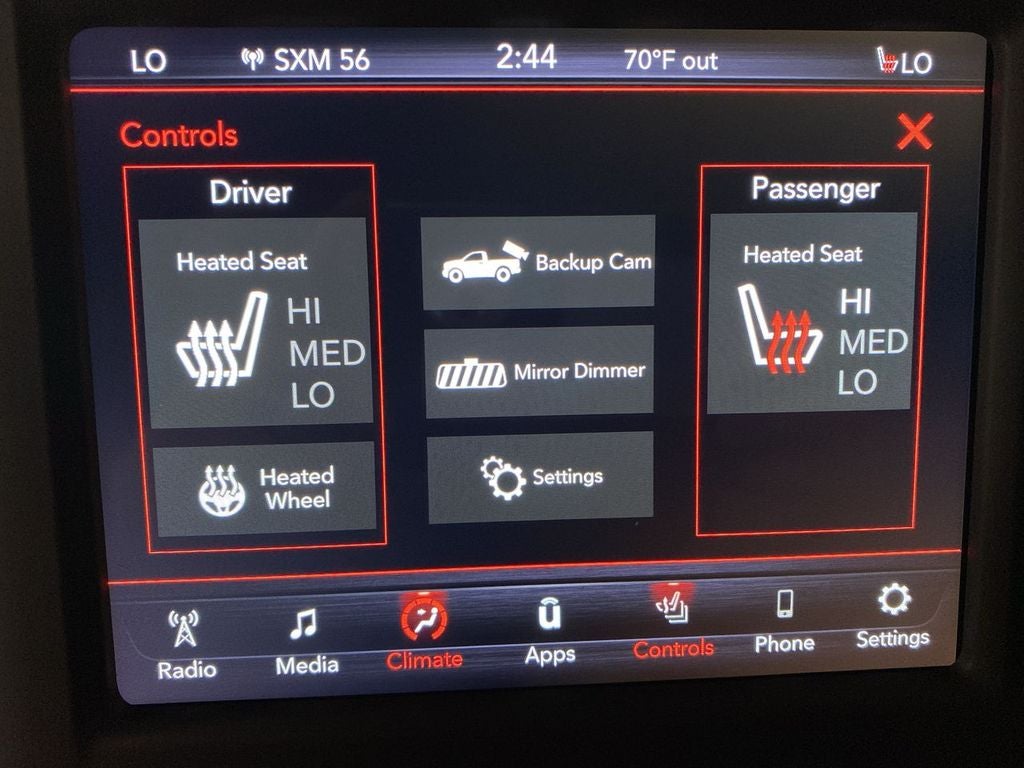 LO SXM 56 2:44 70°F out LO
Controls
Driver
Heated Seat
HI
MED
LO
Heated
Wheel
Backup Cam
Mirror Dimmer
Settings
Passenger
Heated Seat
HI
MED
LO
Radio Media Climate Apps Controls Phone Settings